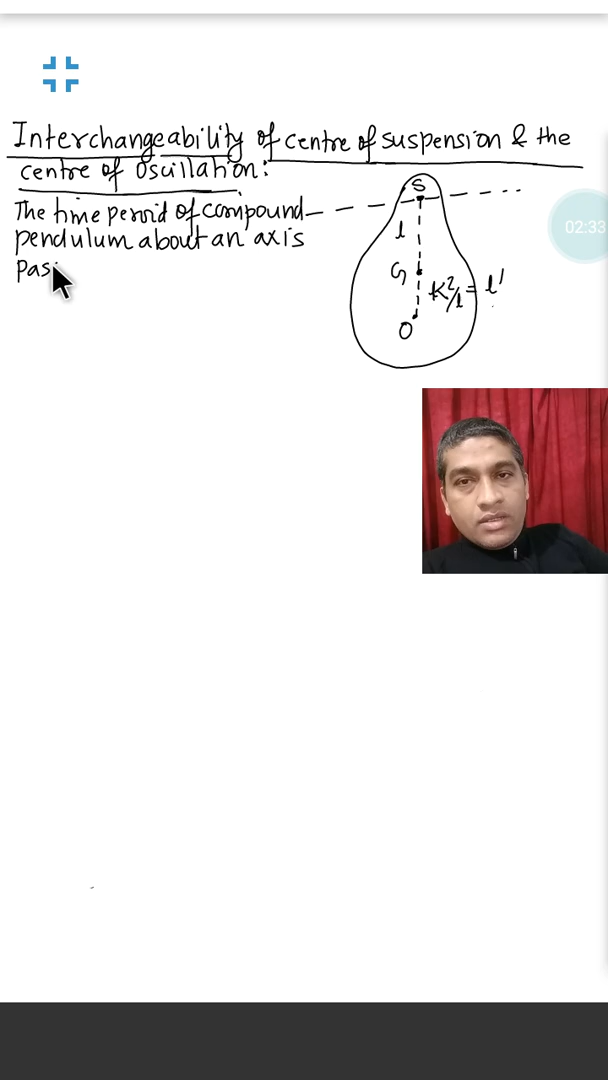 Interchangeability of centre of suspension & the
centre of Oscillation:
The time period of compound
pendulum about an axis
Pas
S
l
G
K²/l = l'
O
02:33